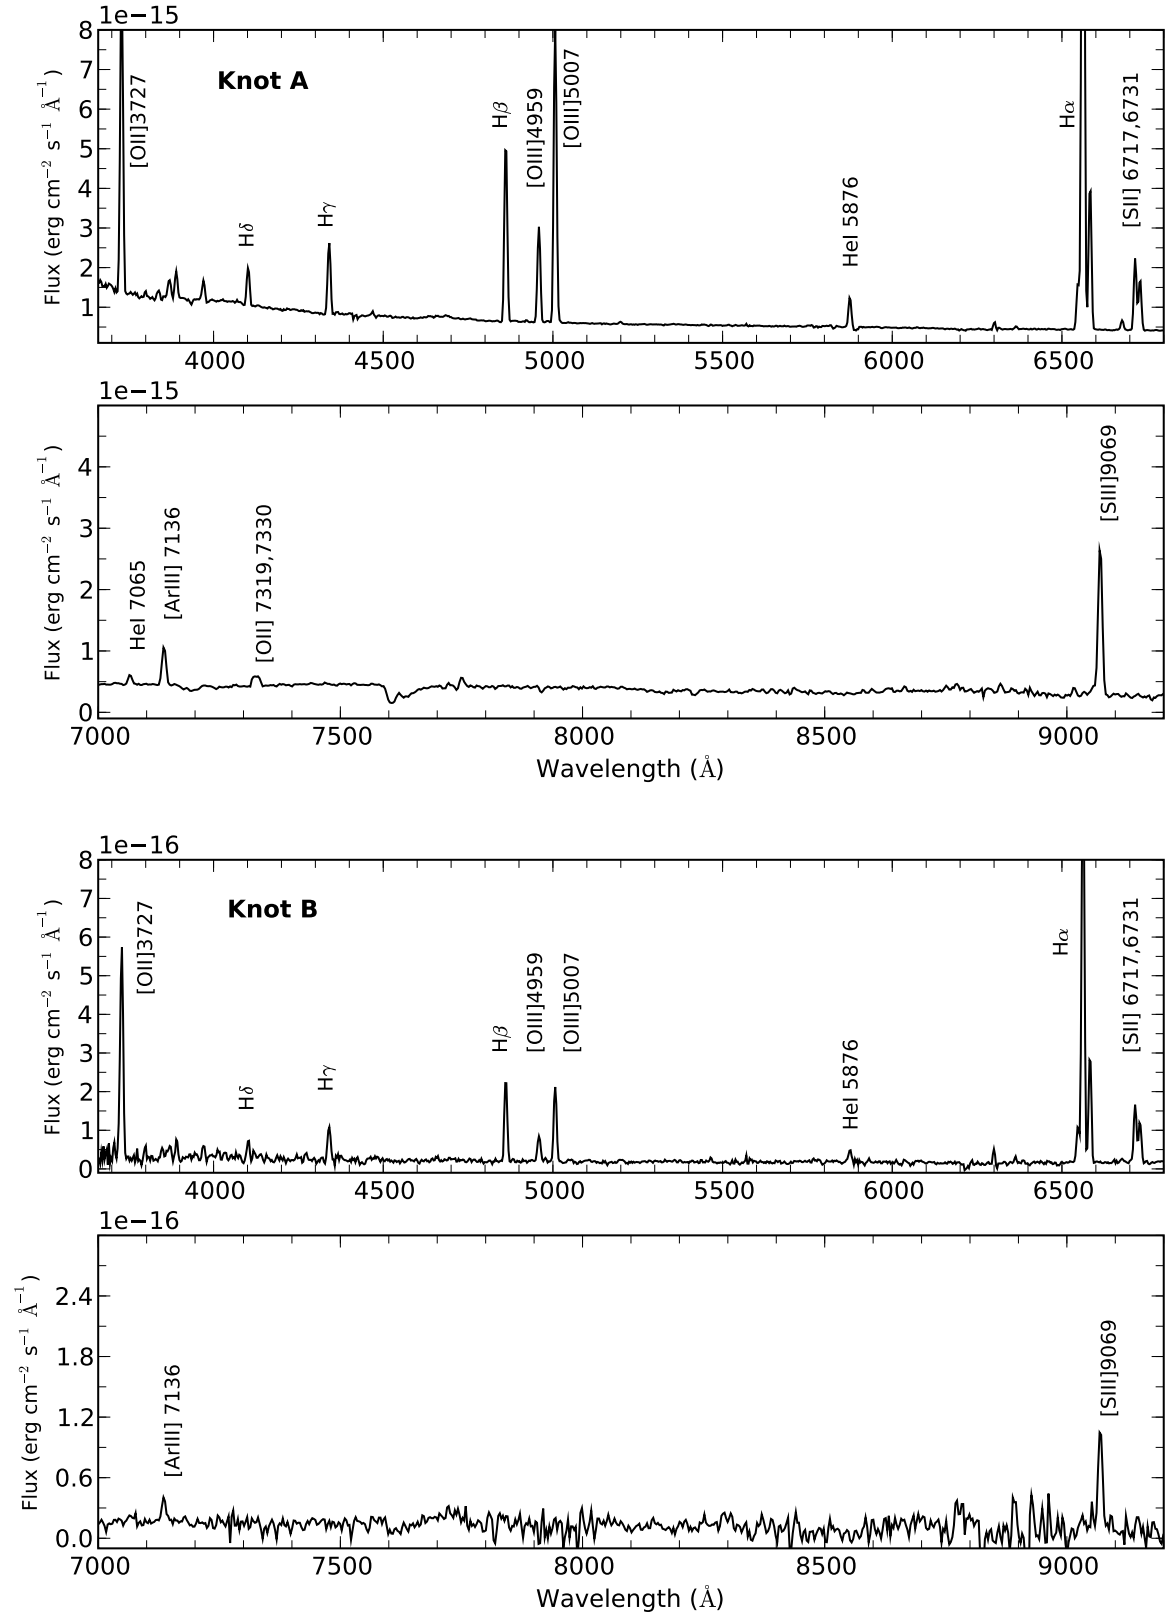 1e−15
8
7
6
5
4
3
2
1
Flux (erg cm−2 s−1 Å−1)
Knot A
[OII]3727
Hδ
Hγ
Hβ
[OIII]4959
[OIII]5007
HeI 5876
Hα
[SII] 6717,6731
4000 4500 5000 5500 6000 6500
1e−15
4
3
2
1
0
Flux (erg cm−2 s−1 Å−1)
HeI 7065
[ArIII] 7136
[OII] 7319,7330
[SIII]9069
7000 7500 8000 8500 9000
Wavelength (Å)
1e−16
8
7
6
5
4
3
2
1
0
Flux (erg cm−2 s−1 Å−1)
Knot B
[OII]3727
Hδ
Hγ
Hβ
[OIII]4959
[OIII]5007
HeI 5876
Hα
[SII] 6717,6731
4000 4500 5000 5500 6000 6500
1e−16
2.4
1.8
1.2
0.6
0.0
Flux (erg cm−2 s−1 Å−1)
[ArIII] 7136
[SIII]9069
7000 7500 8000 8500 9000
Wavelength (Å)